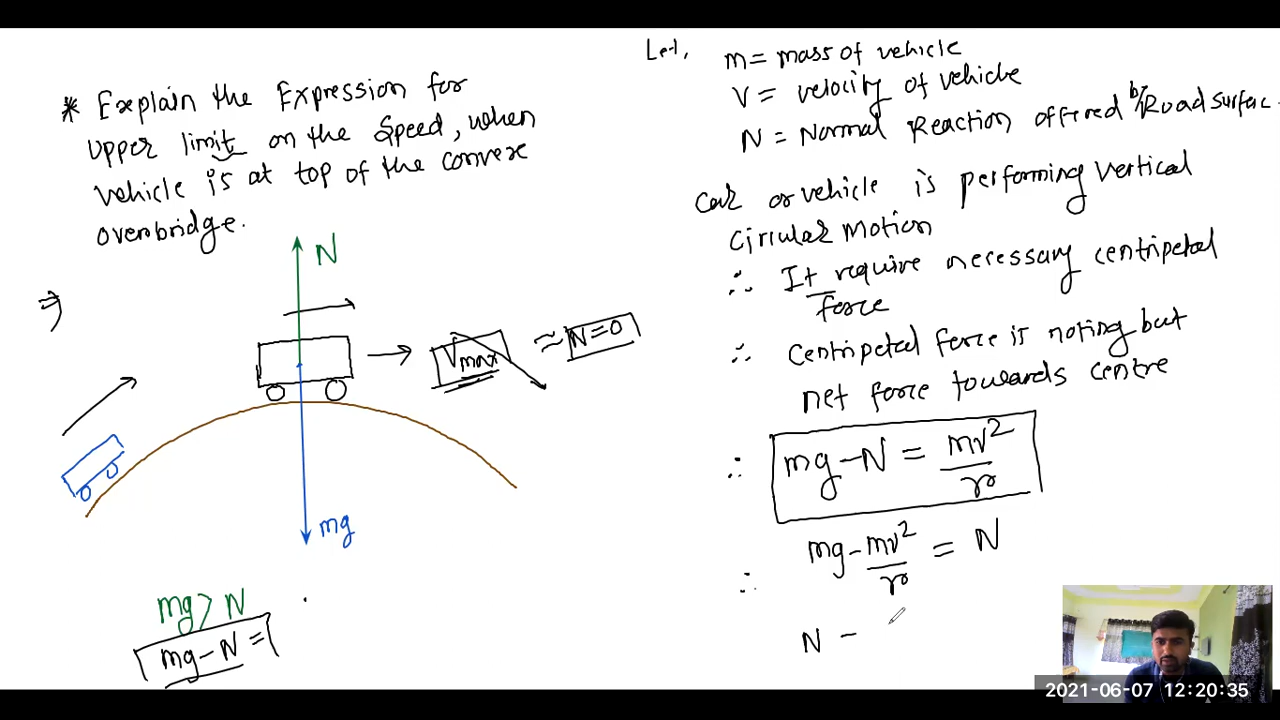 * Explain the Expression for
upper limit on the speed, when
vehicle is at top of the convex
overbridge.
⇒
N
Vmax ≈ N=0
mg
mg > N
mg - N =
Let, m = mass of vehicle
V = velocity of vehicle
N = Normal Reaction offered by Road surfac.
Car or vehicle is performing vertical
Circular Motion
∴ It require necessary centripetal
force
∴ Centripetal force is noting but
net force towards centre
∴ mg - N = mv²/r
∴ mg - mv²/r = N
N -
2021-06-07 12:20:35